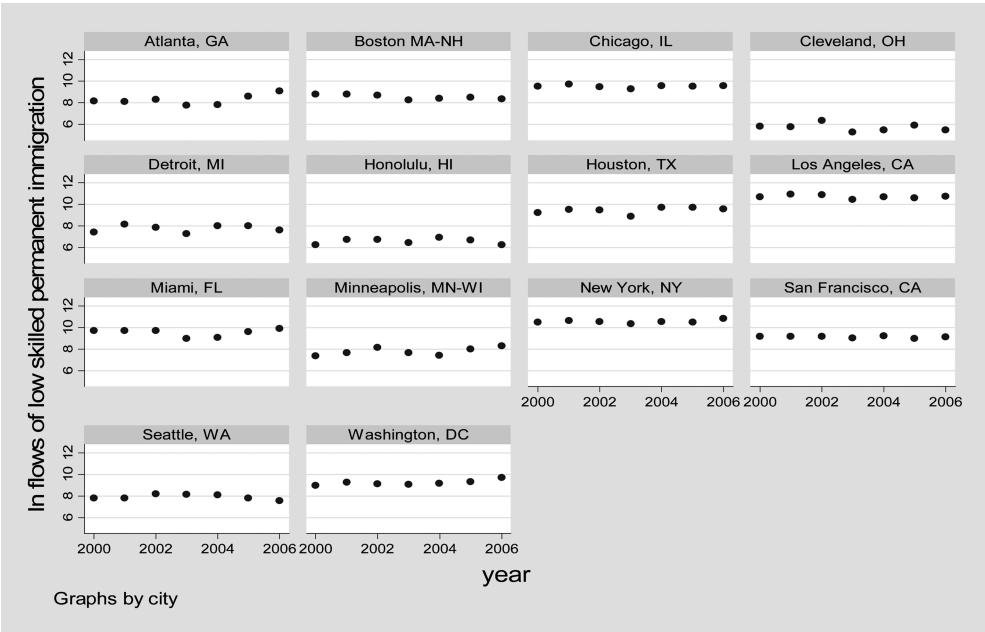 ln flows of low skilled permanent immigration
Atlanta, GA
Boston MA-NH
Chicago, IL
Cleveland, OH
12
10
8
6
Detroit, MI
Honolulu, HI
Houston, TX
Los Angeles, CA
12
10
8
6
Miami, FL
Minneapolis, MN-WI
New York, NY
San Francisco, CA
12
10
8
6
2000 2002 2004 2006 2000 2002 2004 2006
Seattle, WA
Washington, DC
12
10
8
6
2000 2002 2004 2006 2000 2002 2004 2006
year
Graphs by city